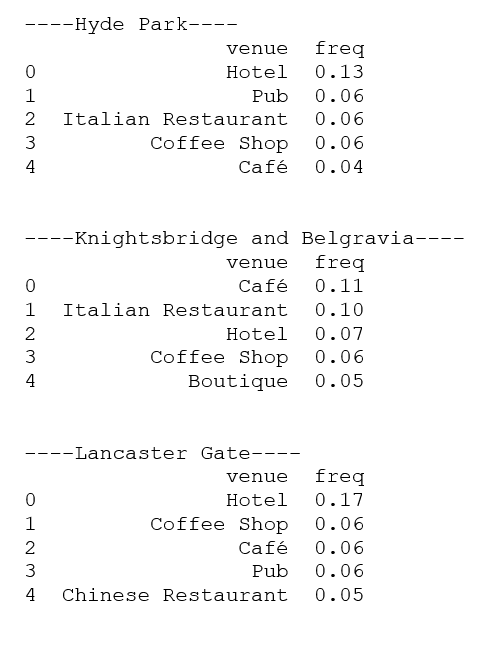 ----Hyde Park----
venue freq
0 Hotel 0.13
1 Pub 0.06
2 Italian Restaurant 0.06
3 Coffee Shop 0.06
4 Café 0.04
----Knightsbridge and Belgravia----
venue freq
0 Café 0.11
1 Italian Restaurant 0.10
2 Hotel 0.07
3 Coffee Shop 0.06
4 Boutique 0.05
----Lancaster Gate----
venue freq
0 Hotel 0.17
1 Coffee Shop 0.06
2 Café 0.06
3 Pub 0.06
4 Chinese Restaurant 0.05